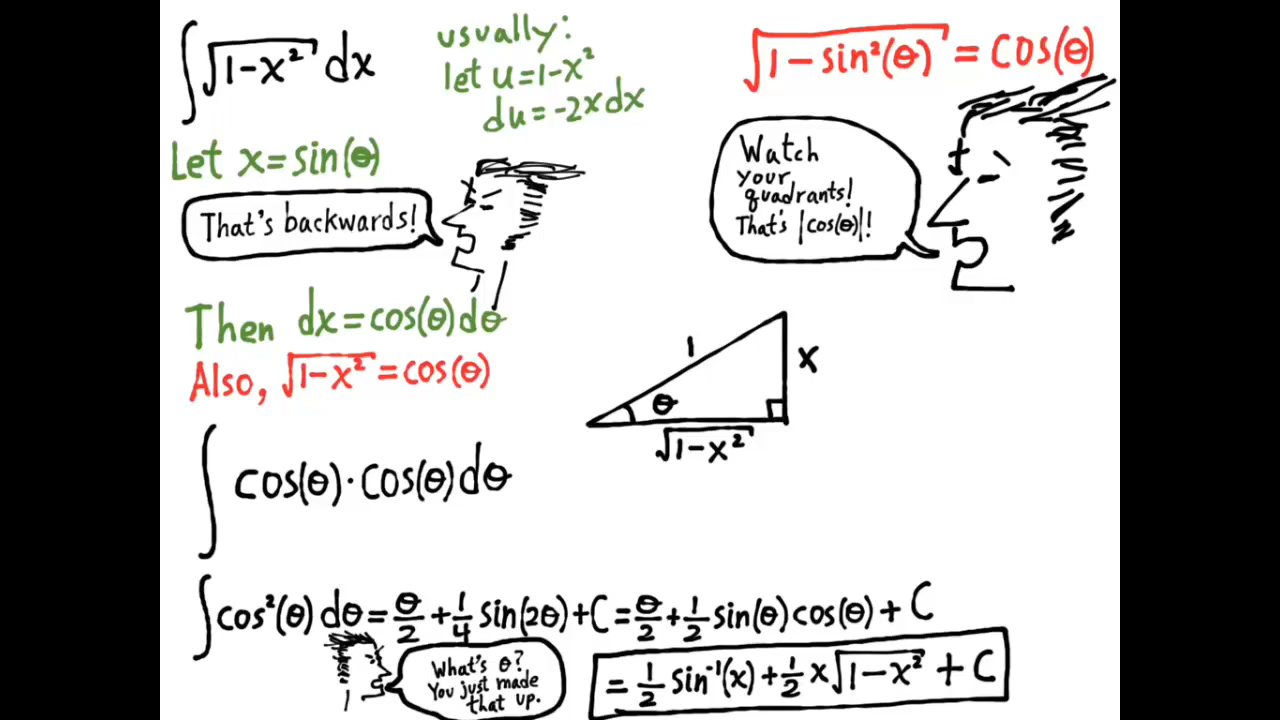 ∫√(1-x²) dx
usually:
let u=1-x²
du=-2xdx
Let x=sin(θ)
That's backwards!
√(1-sin²(θ)) = cos(θ)
Watch
your
quadrants!
That's |cos(θ)|!
Then dx=cos(θ)dθ
Also, √(1-x²)=cos(θ)
1
x
θ
√(1-x²)
∫cos(θ)·cos(θ)dθ
∫cos²(θ)dθ=θ/2+1/4 sin(2θ)+C=θ/2+1/2 sin(θ)cos(θ)+C
What's θ?
You just made
that up.
=1/2 sin⁻¹(x)+1/2 x√(1-x²)+C